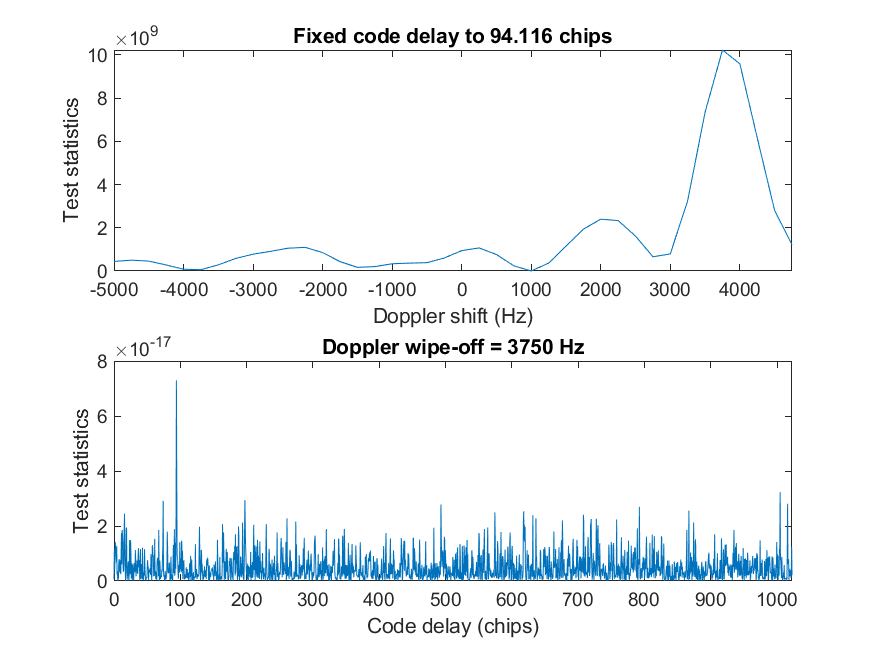 ×10^9
Fixed code delay to 94.116 chips
10
8
6
4
2
0
Test statistics
-5000 -4000 -3000 -2000 -1000 0 1000 2000 3000 4000
Doppler shift (Hz)
×10^-17
Doppler wipe-off = 3750 Hz
8
6
4
2
0
Test statistics
0 100 200 300 400 500 600 700 800 900 1000
Code delay (chips)